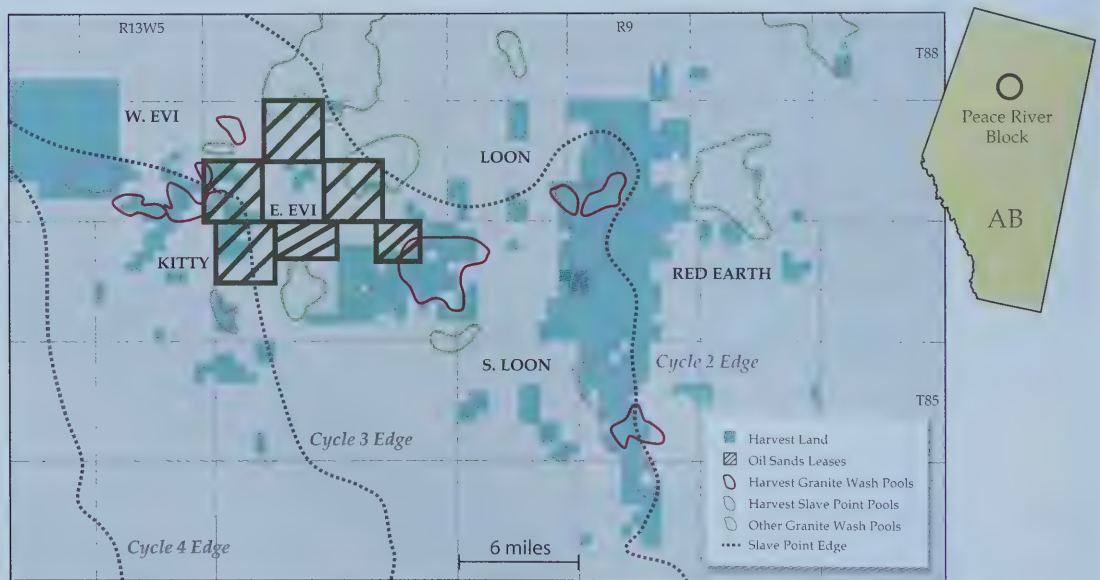 R13W5
R9
T88
W. EVI
LOON
E. EVI
KITTY
RED EARTH
S. LOON
Cycle 2 Edge
T85
Cycle 3 Edge
Cycle 4 Edge
6 miles
Harvest Land
Oil Sands Leases
Harvest Granite Wash Pools
Harvest Slave Point Pools
Other Granite Wash Pools
Slave Point Edge
Peace River
Block
AB